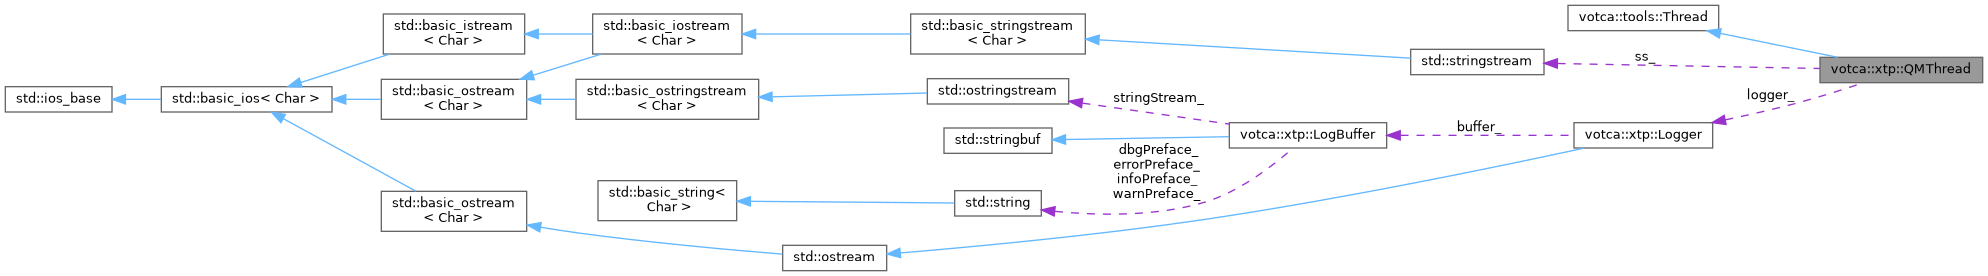 std::ios_base
std::basic_ios< Char >
std::basic_istream
< Char >
std::basic_ostream
< Char >
std::basic_ostream
< Char >
std::basic_iostream
< Char >
std::basic_ostringstream
< Char >
std::basic_string<
Char >
std::ostream
std::basic_stringstream
< Char >
std::ostringstream
std::stringbuf
std::string
stringStream_
dbgPreface_
errorPreface_
infoPreface_
warnPreface_
votca::xtp::LogBuffer
std::stringstream
buffer_
votca::tools::Thread
votca::xtp::Logger
ss_
logger_
votca::xtp::QMThread